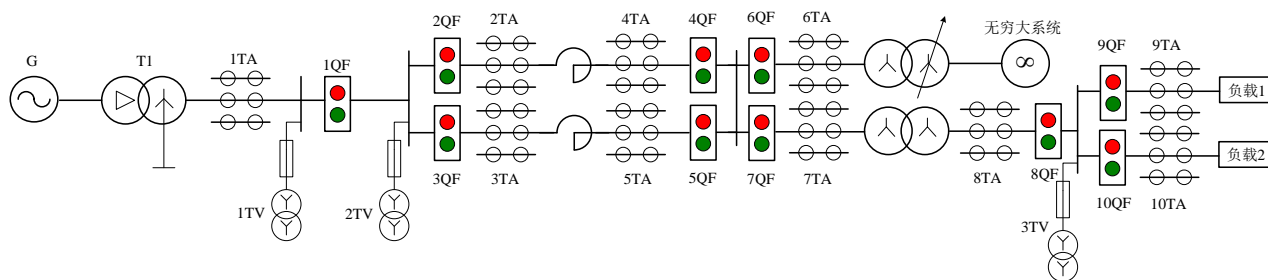 G
T1
1TA
1TV
1QF
2TV
2QF
2TA
3QF
3TA
4TA
4QF
5TA
5QF
6QF
6TA
7QF
7TA
无穷大系统
∞
8TA
8QF
3TV
9QF
9TA
负载1
10QF
10TA
负载2